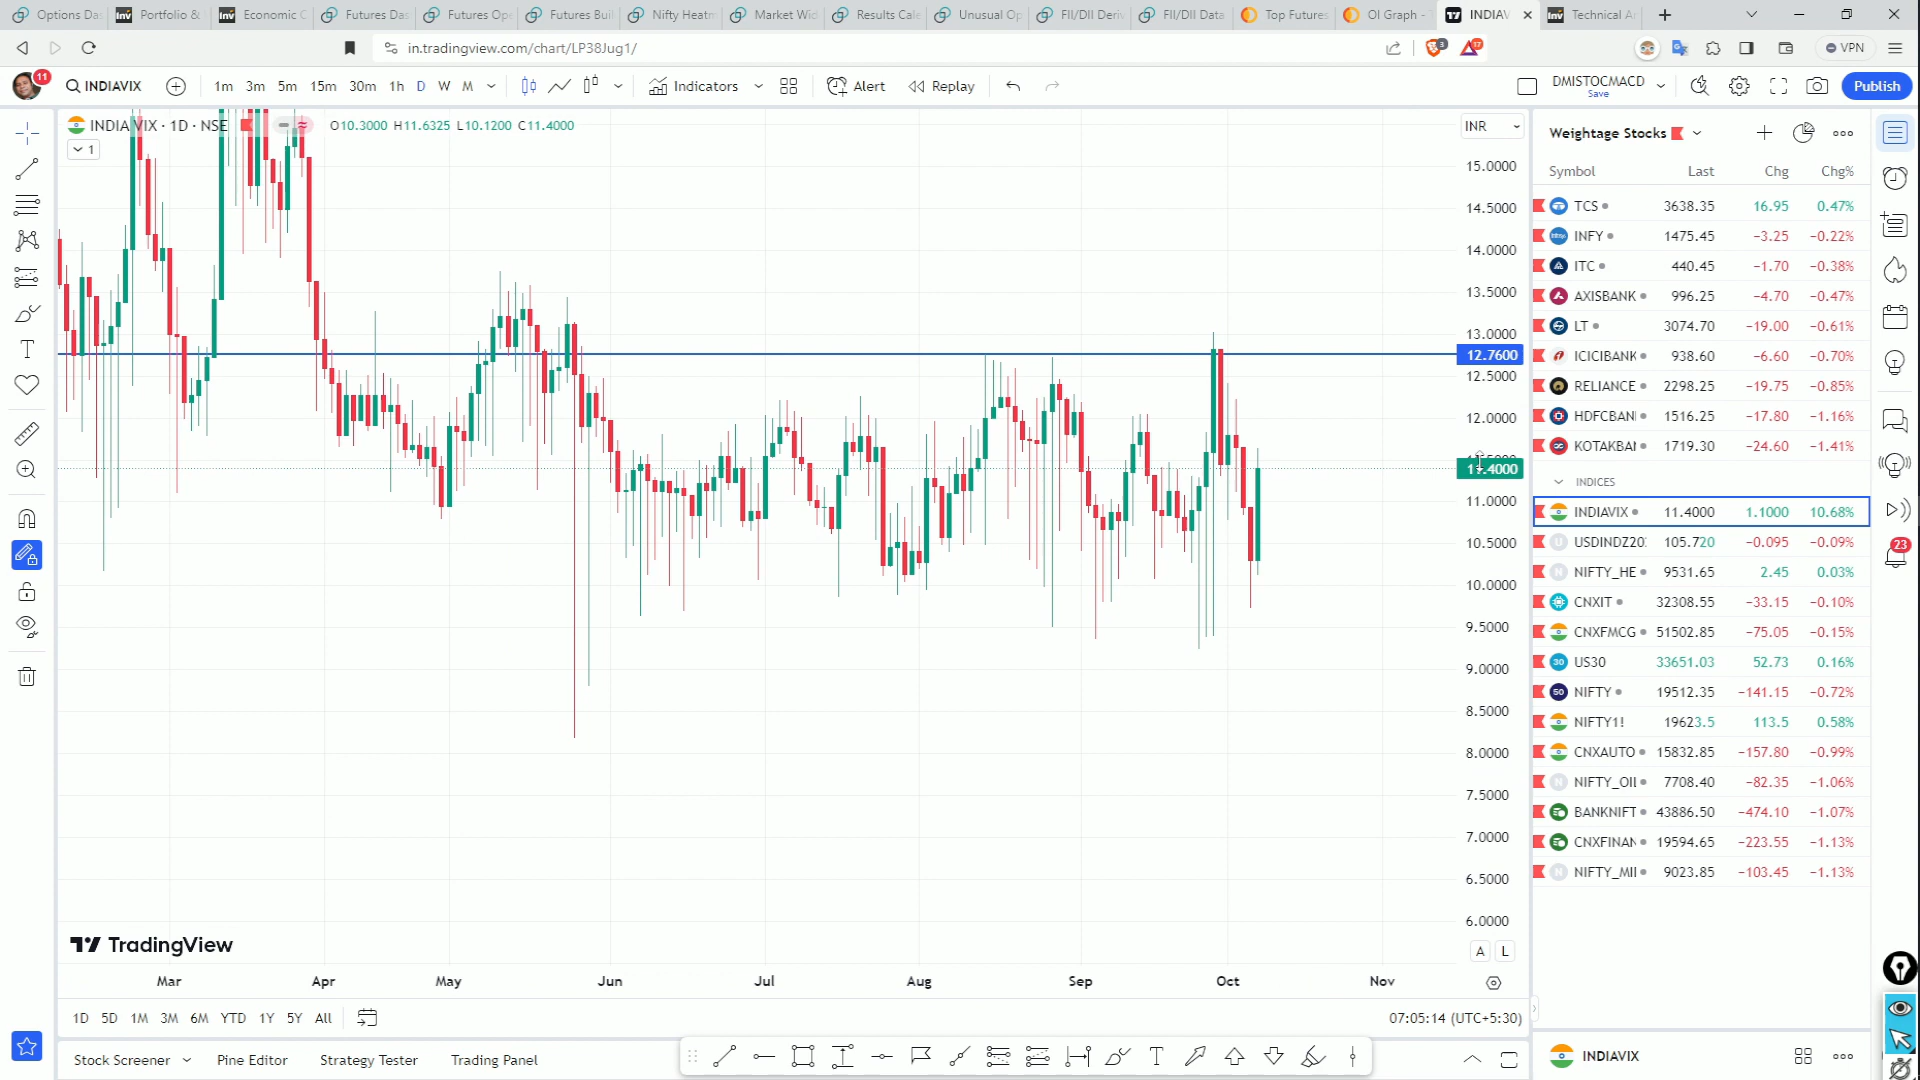 Options Da
Portfolio &
Economic C
Futures Das
Futures Ope
Futures Buil
Nifty Heatm
Market Wid
Results Cale
Unusual Op
FII/DII Deriv
FII/DII Data
Top Futures
OI Graph -
INDIAV
Technical A
in.tradingview.com/chart/LP38Jug1/
VPN
11
INDIAVIX
1m 3m 5m 15m 30m 1h D W M
Indicators
Alert
Replay
DMISTOCMACD
Save
Publish
INDIA VIX · 1D · NSE
O10.3000 H11.6325 L10.1200 C11.4000
1
INR
15.0000
14.5000
14.0000
13.5000
13.0000
12.7600
12.5000
12.0000
11.4000
11.0000
10.5000
10.0000
9.5000
9.0000
8.5000
8.0000
7.5000
7.0000
6.5000
6.0000
A L
TradingView
Mar Apr May Jun Jul Aug Sep Oct Nov
1D 5D 1M 3M 6M YTD 1Y 5Y All
07:05:14 (UTC+5:30)
Stock Screener
Pine Editor
Strategy Tester
Trading Panel
Weightage Stocks
Symbol Last Chg Chg%
TCS 3638.35 16.95 0.47%
INFY 1475.45 −3.25 −0.22%
ITC 440.45 −1.70 −0.38%
AXISBANK 996.25 −4.70 −0.47%
LT 3074.70 −19.00 −0.61%
ICICIBANK 938.60 −6.60 −0.70%
RELIANCE 2298.25 −19.75 −0.85%
HDFCBAN 1516.25 −17.80 −1.16%
KOTAKBAI 1719.30 −24.60 −1.41%
INDICES
INDIAVIX 11.4000 1.1000 10.68%
USDINDZ20 105.720 −0.095 −0.09%
NIFTY_HE 9531.65 2.45 0.03%
CNXIT 32308.55 −33.15 −0.10%
CNXFMCG 51502.85 −75.05 −0.15%
US30 33651.03 52.73 0.16%
NIFTY 19512.35 −141.15 −0.72%
NIFTY1! 19623.5 113.5 0.58%
CNXAUTO 15832.85 −157.80 −0.99%
NIFTY_OIL 7708.40 −82.35 −1.06%
BANKNIFT 43886.50 −474.10 −1.07%
CNXFINAN 19594.65 −223.55 −1.13%
NIFTY_MII 9023.85 −103.45 −1.13%
23
INDIAVIX